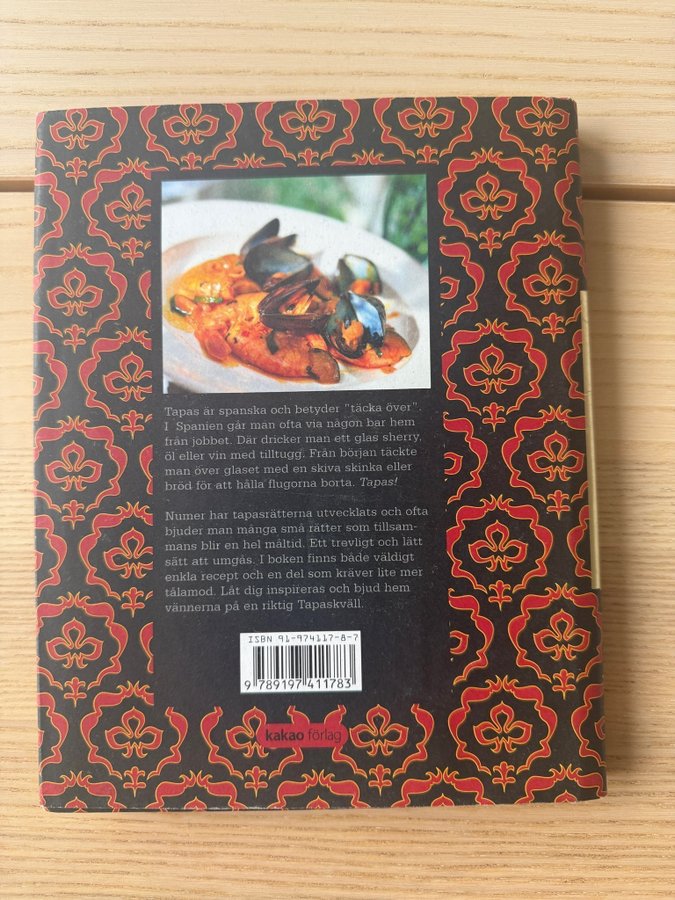 Tapas är spanska och betyder "täcka över".
I Spanien går man ofta via någon bar hem
från jobbet. Där dricker man ett glas sherry,
öl eller vin med tilltugg. Från början täckte
man över glaset med en skiva skinka eller
bröd för att hålla flugorna borta. Tapas!
Numer har tapasrätterna utvecklats och ofta
bjuder man många små rätter som tillsam-
mans blir en hel måltid. Ett trevligt och lätt
sätt att umgås. I boken finns både väldigt
enkla recept och en del som kräver lite mer
tålamod. Låt dig inspireras och bjud hem
vännerna på en riktig Tapaskväll.
ISBN 91-974117-8-7
9 789197 411783
kakao förlag